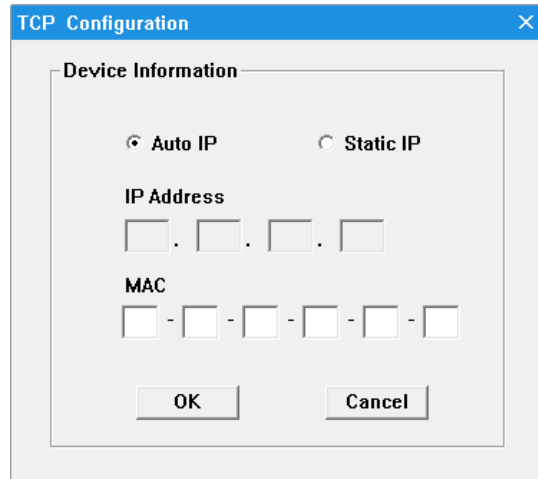 TCP Configuration
Device Information
Auto IP Static IP
IP Address
. . .
MAC
- - - - -
OK Cancel